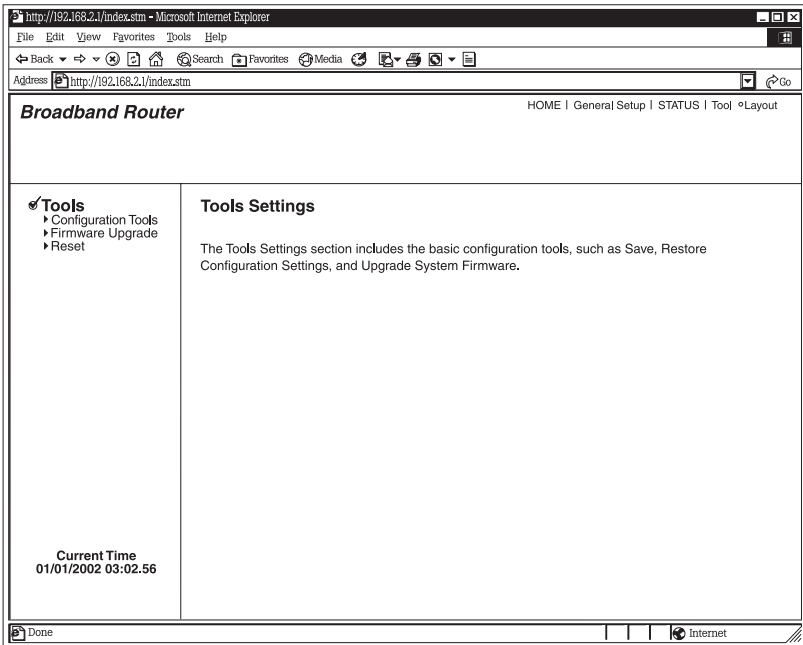 http://192.168.2.1/index.stm - Microsoft Internet Explorer
File Edit View Favorites Tools Help
Back Search Favorites Media
Address http://192.168.2.1/index.stm Go
Broadband Router
HOME | General Setup | STATUS | Tool Layout
Tools
Configuration Tools
Firmware Upgrade
Reset
Tools Settings
The Tools Settings section includes the basic configuration tools, such as Save, Restore
Configuration Settings, and Upgrade System Firmware.
Current Time
01/01/2002 03:02.56
Done Internet